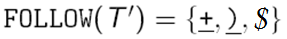 FOLLOW(T′) = {+, ), $}